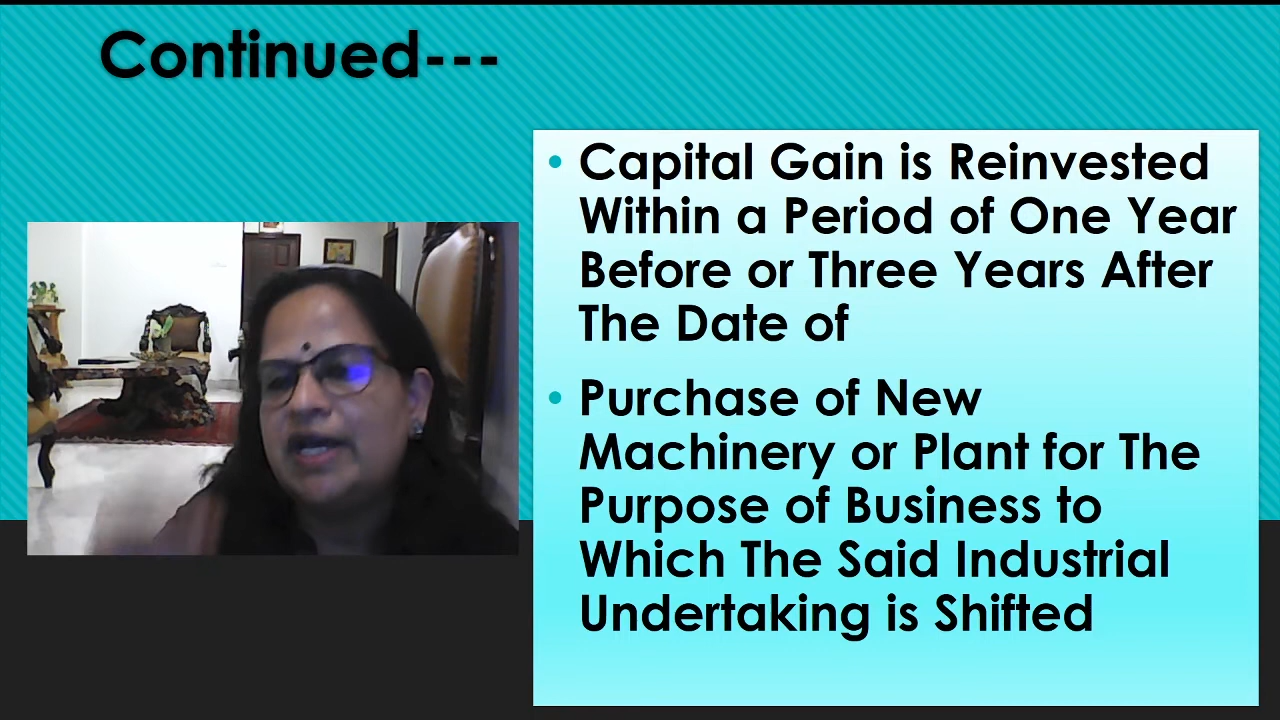 Continued---
• Capital Gain is Reinvested
Within a Period of One Year
Before or Three Years After
The Date of
• Purchase of New
Machinery or Plant for The
Purpose of Business to
Which The Said Industrial
Undertaking is Shifted